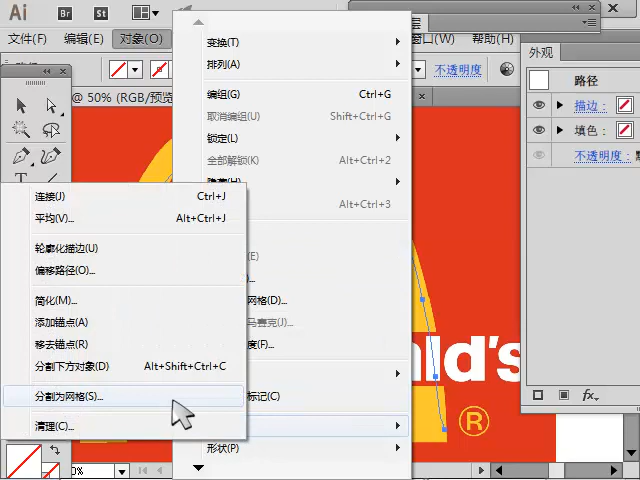 Ai Br St
文件(F) 编辑(E) 对象(O) 窗口(W) 帮助(H)
不透明度
@ 50% (RGB/预览
变换(T)
排列(A)
编组(G) Ctrl+G
取消编组(U) Shift+Ctrl+G
锁定(L)
全部解锁(K) Alt+Ctrl+2
Alt+Ctrl+3
(E)
网格(D)...
马赛克(J)...
度(F)...
标记(C)
形状(P)
连接(J) Ctrl+J
平均(V)... Alt+Ctrl+J
轮廓化描边(U)
偏移路径(O)...
简化(M)...
添加锚点(A)
移去锚点(R)
分割下方对象(D) Alt+Shift+Ctrl+C
分割为网格(S)...
清理(C)...
外观
路径
描边:
填色:
不透明度:
fx
ald's
®
0%